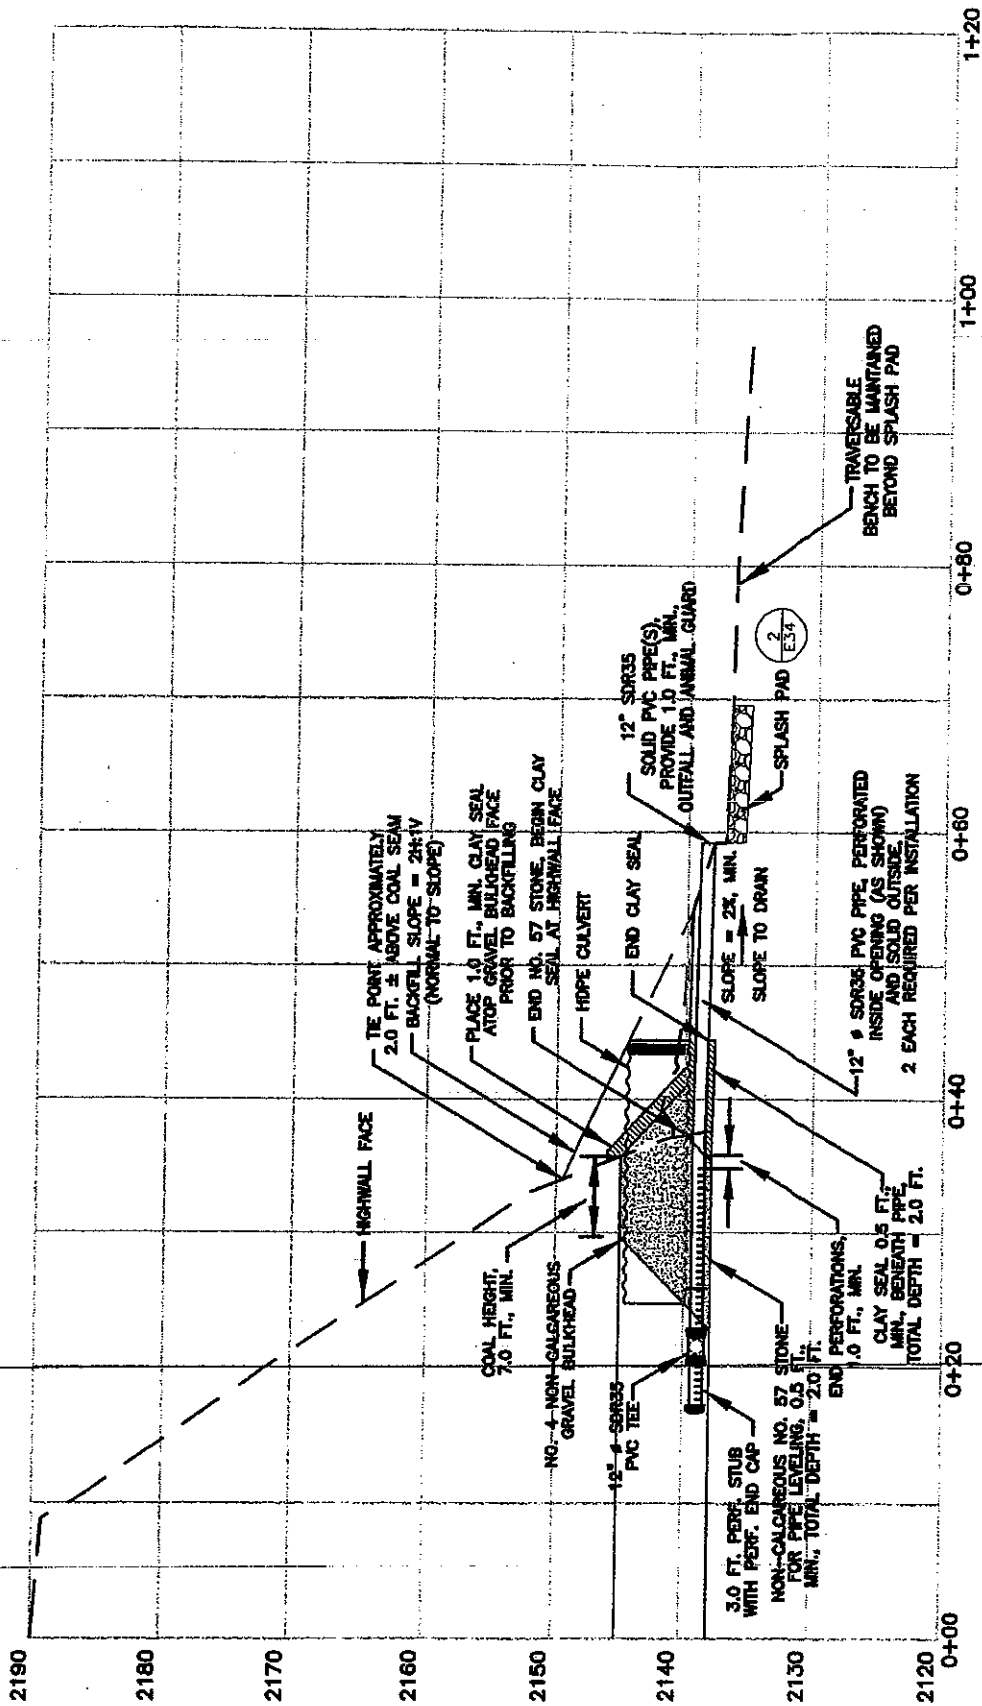 2190
2180
2170
2160
2150
2140
2130
2120
0+00
0+20
0+40
0+60
0+80
1+00
1+20
HIGHWALL FACE
TIE POINT APPROXIMATELY
2.0 FT. ± ABOVE COAL SEAM
BACKFILL SLOPE = 2H:1V
(NORMAL TO SLOPE)
PLACE 1.0 FT., MIN. CLAY SEAL
ATOP GRAVEL BULKHEAD FACE
PRIOR TO BACKFILLING
END NO. 57 STONE, BEGIN CLAY
SEAL AT HIGHWALL FACE
HDPE CULVERT
END CLAY SEAL
12" SDR35
SOLID PVC PIPE(S),
PROVIDE 1.0 FT., MIN.,
OUTFALL AND ANIMAL GUARD
COAL HEIGHT,
7.0 FT., MIN.
NO. 4 NON-CALCAREOUS
GRAVEL BULKHEAD
12" ø SDR35
PVC TEE
3.0 FT. PERF. STUB
WITH PERF. END CAP
NON-CALCAREOUS NO. 57 STONE
FOR PIPE LEVELING, 0.5 FT.,
MIN., TOTAL DEPTH = 2.0 FT.
END PERFORATIONS,
1.0 FT., MIN.
CLAY SEAL 0.5 FT.,
MIN., BENEATH PIPE,
TOTAL DEPTH = 2.0 FT.
12" ø SDR35 PVC PIPE, PERFORATED
INSIDE OPENING (AS SHOWN)
AND SOLID OUTSIDE,
2 EACH REQUIRED PER INSTALLATION
SLOPE = 2%, MIN.
SLOPE TO DRAIN
SPLASH PAD
2
E34
TRAVERSABLE
BENCH TO BE MAINTAINED
BEYOND SPLASH PAD